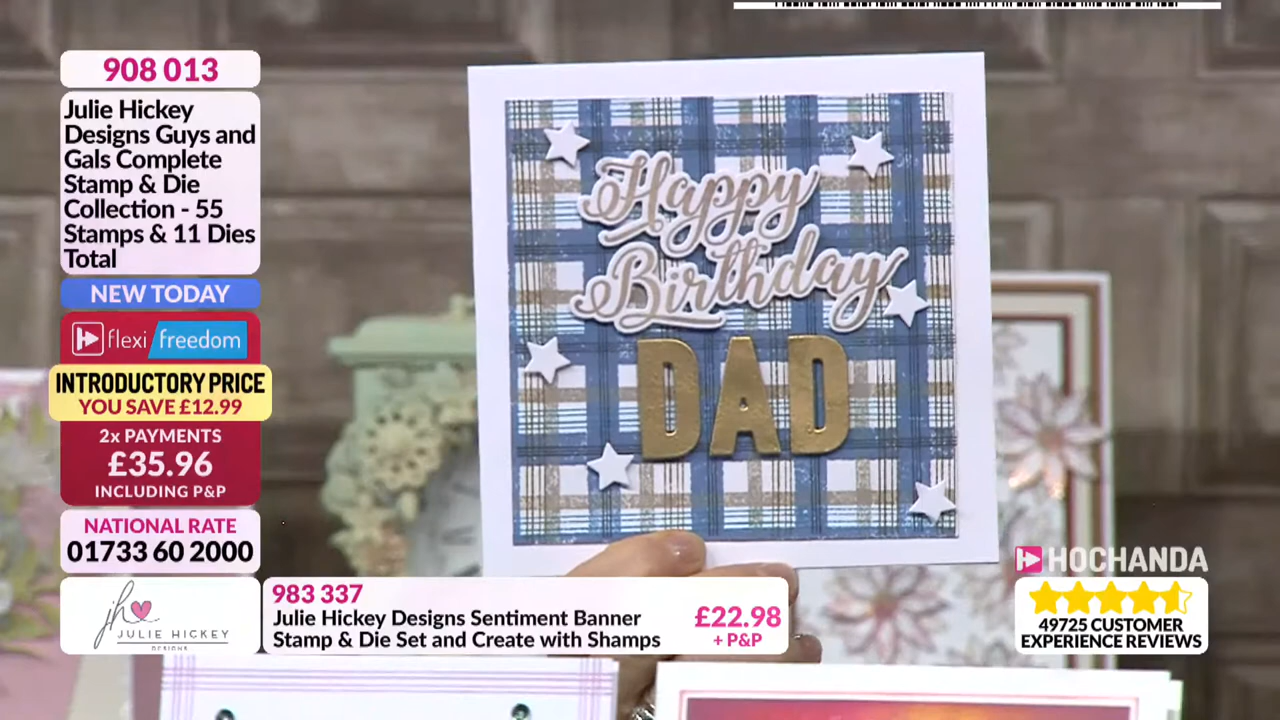 908 013
Julie Hickey
Designs Guys and
Gals Complete
Stamp & Die
Collection - 55
Stamps & 11 Dies
Total
NEW TODAY
flexi freedom
INTRODUCTORY PRICE
YOU SAVE £12.99
2x PAYMENTS
£35.96
INCLUDING P&P
NATIONAL RATE
01733 60 2000
jh
JULIE HICKEY
DESIGNS
983 337
Julie Hickey Designs Sentiment Banner
Stamp & Die Set and Create with Shamps
£22.98
+ P&P
Happy
Birthday
DAD
HOCHANDA
49725 CUSTOMER
EXPERIENCE REVIEWS